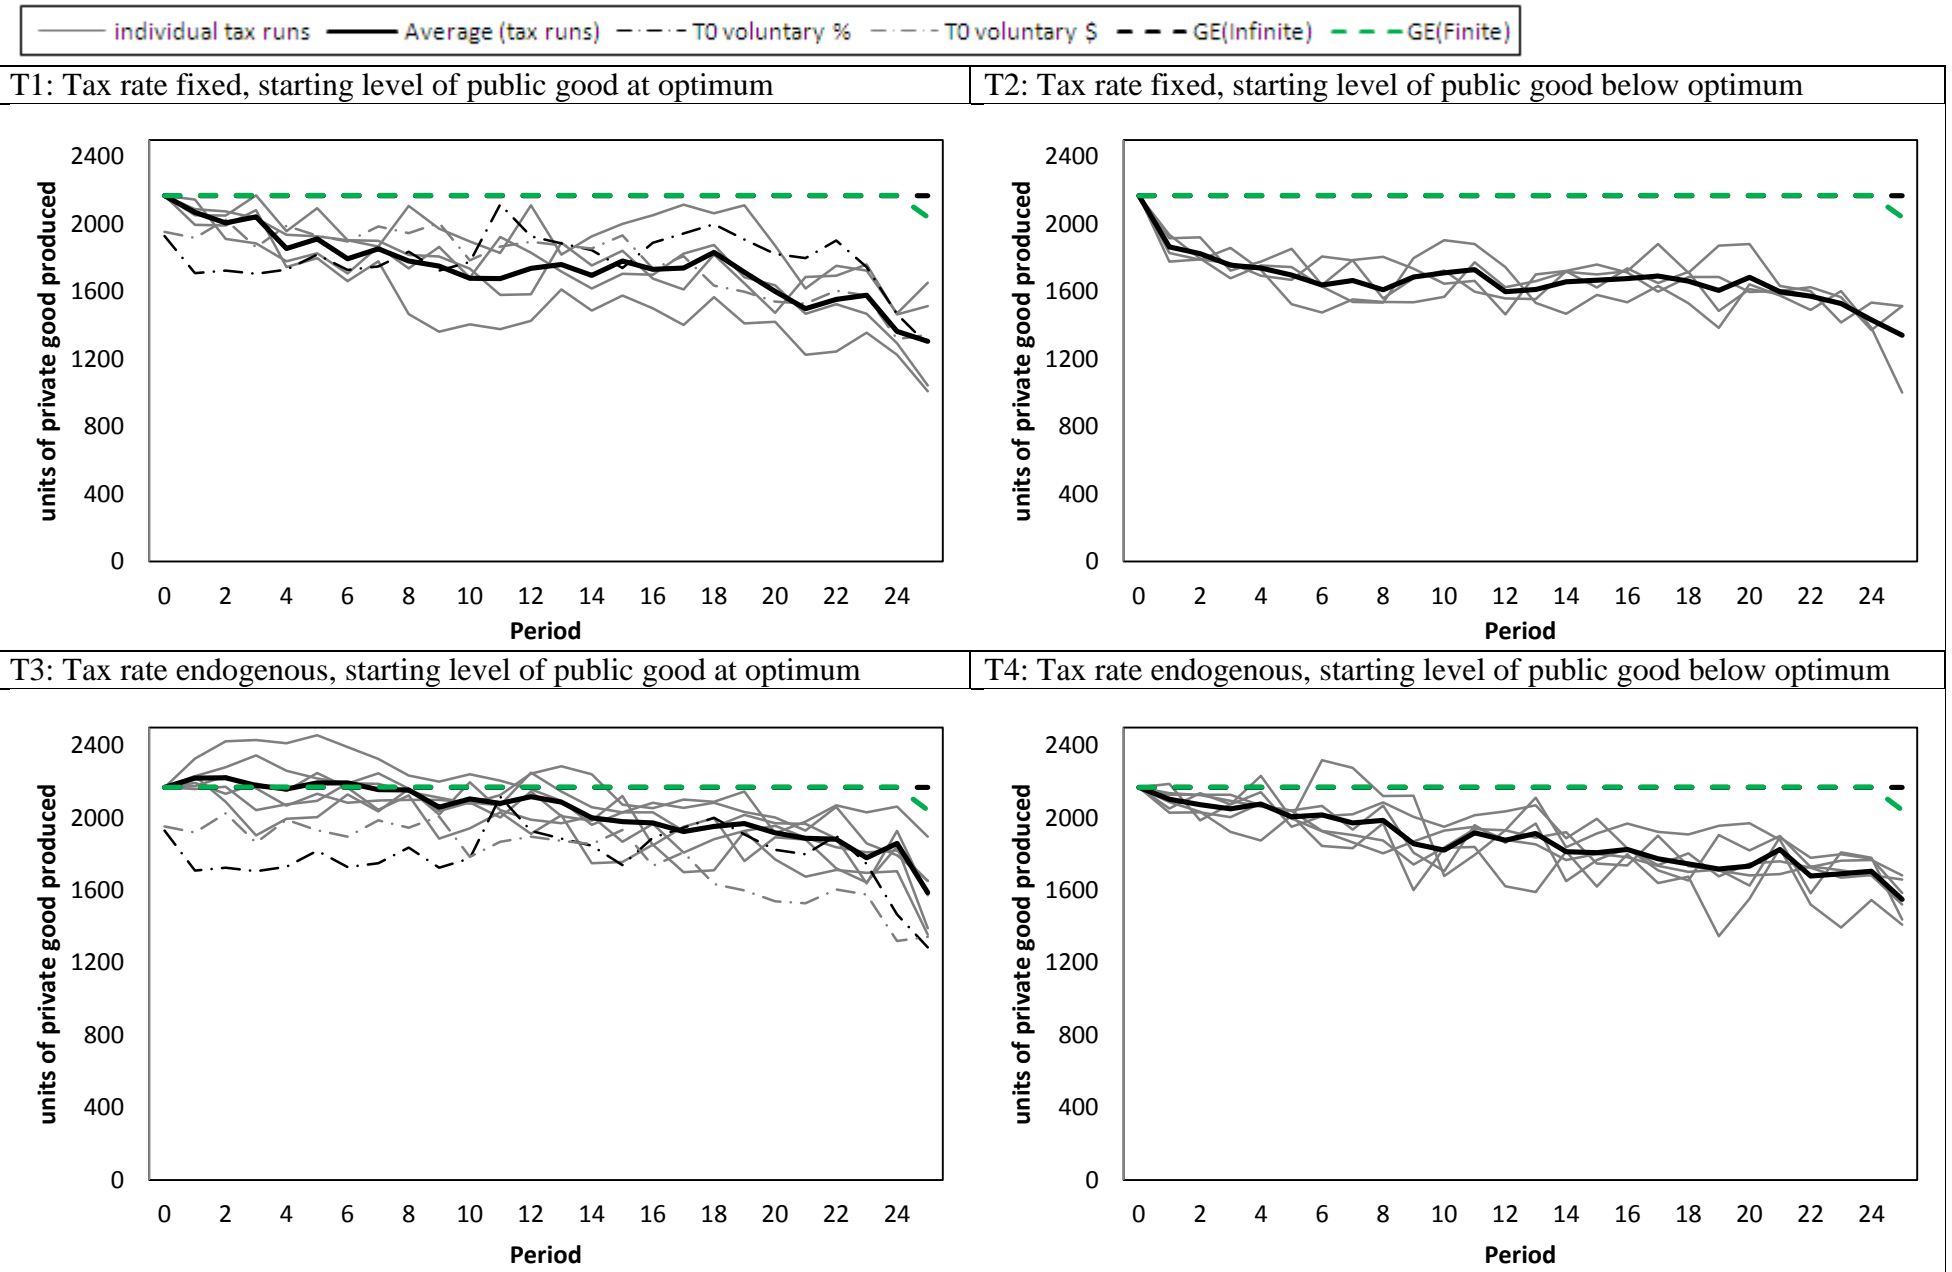 individual tax runs Average (tax runs) T0 voluntary % T0 voluntary $ GE(Infinite) GE(Finite)
T1: Tax rate fixed, starting level of public good at optimum
units of private good produced
2400
2000
1600
1200
800
400
0
0 2 4 6 8 10 12 14 16 18 20 22 24
Period
T2: Tax rate fixed, starting level of public good below optimum
units of private good produced
2400
2000
1600
1200
800
400
0
0 2 4 6 8 10 12 14 16 18 20 22 24
Period
T3: Tax rate endogenous, starting level of public good at optimum
units of private good produced
2400
2000
1600
1200
800
400
0
0 2 4 6 8 10 12 14 16 18 20 22 24
Period
T4: Tax rate endogenous, starting level of public good below optimum
units of private good produced
2400
2000
1600
1200
800
400
0
0 2 4 6 8 10 12 14 16 18 20 22 24
Period